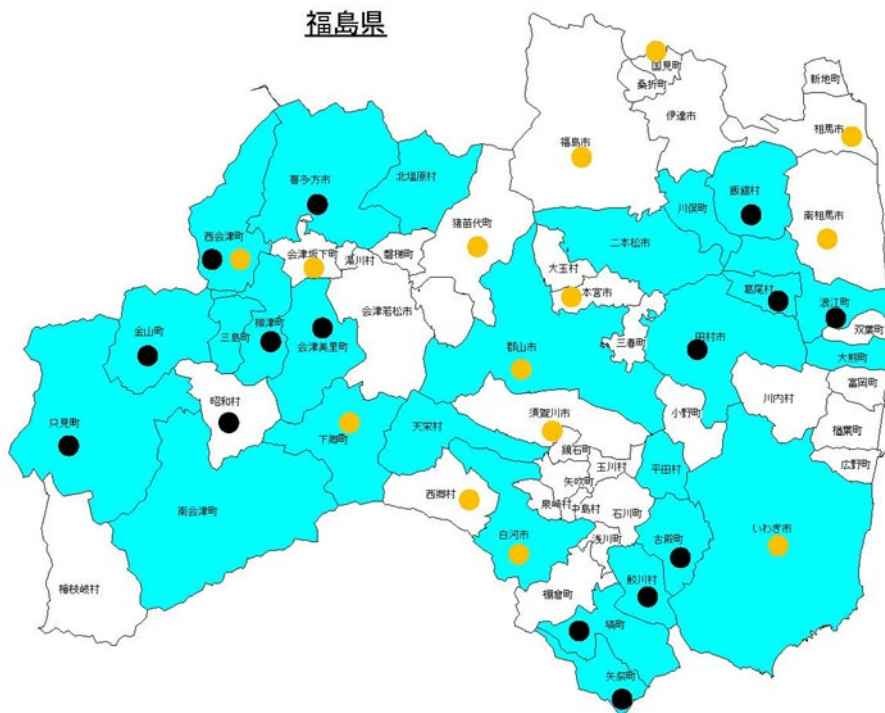 福島県
国見町
桑折町
新地町
相馬市
伊達市
福島市
喜多方市
北塩原村
飯舘村
川俣町
南相馬市
猪苗代町
西会津町
会津坂下町
湯川村
磐梯町
二本松市
大玉村
本宮市
葛尾村
浪江町
双葉町
会津若松市
金山町
三島町
柳津町
会津美里町
郡山市
三春町
田村市
大熊町
富岡町
昭和村
川内村
只見町
下郷町
天栄村
須賀川市
小野町
楢葉町
鏡石町
玉川村
平田村
広野町
矢吹町
西郷村
泉崎村
中島村
石川町
南会津町
白河市
浅川町
古殿町
いわき市
鮫川村
檜枝岐村
棚倉町
塙町
矢祭町